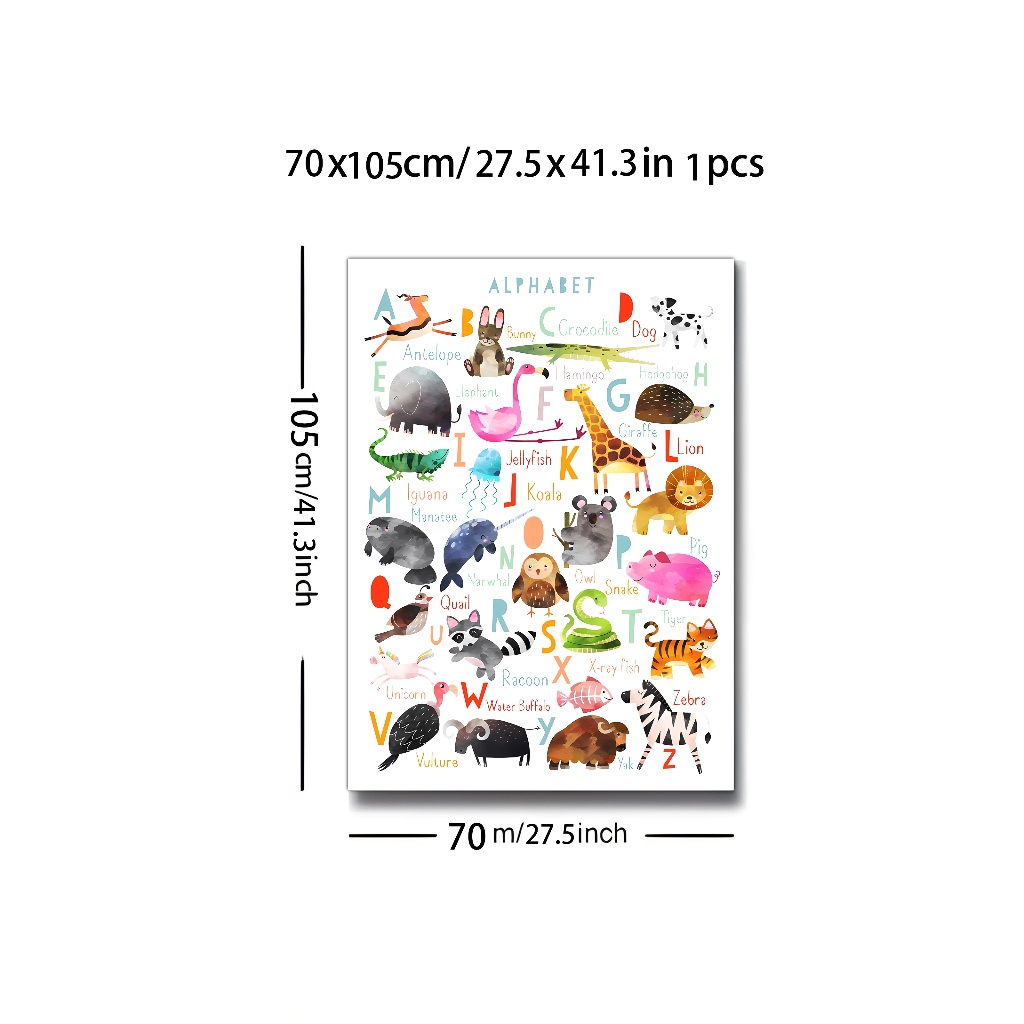 70x105cm/ 27.5x41.3in 1pcs
105cm/41.3inch
ALPHABET
A
Antelope
B
Bunny
C
Crocodile
D
Dog
E
Elephant
F
Flamingo
G
Giraffe
H
I
Iguana
J
Jellyfish
K
Koala
L
Lion
M
Manatee
N
Narwhal
O
Owl
P
Pig
Q
Quail
R
Racoon
S
Snake
T
Tiger
U
Unicorn
V
Vulture
W
Water Buffalo
X
X-ray fish
Y
Yak
Z
Zebra
70 m/27.5inch